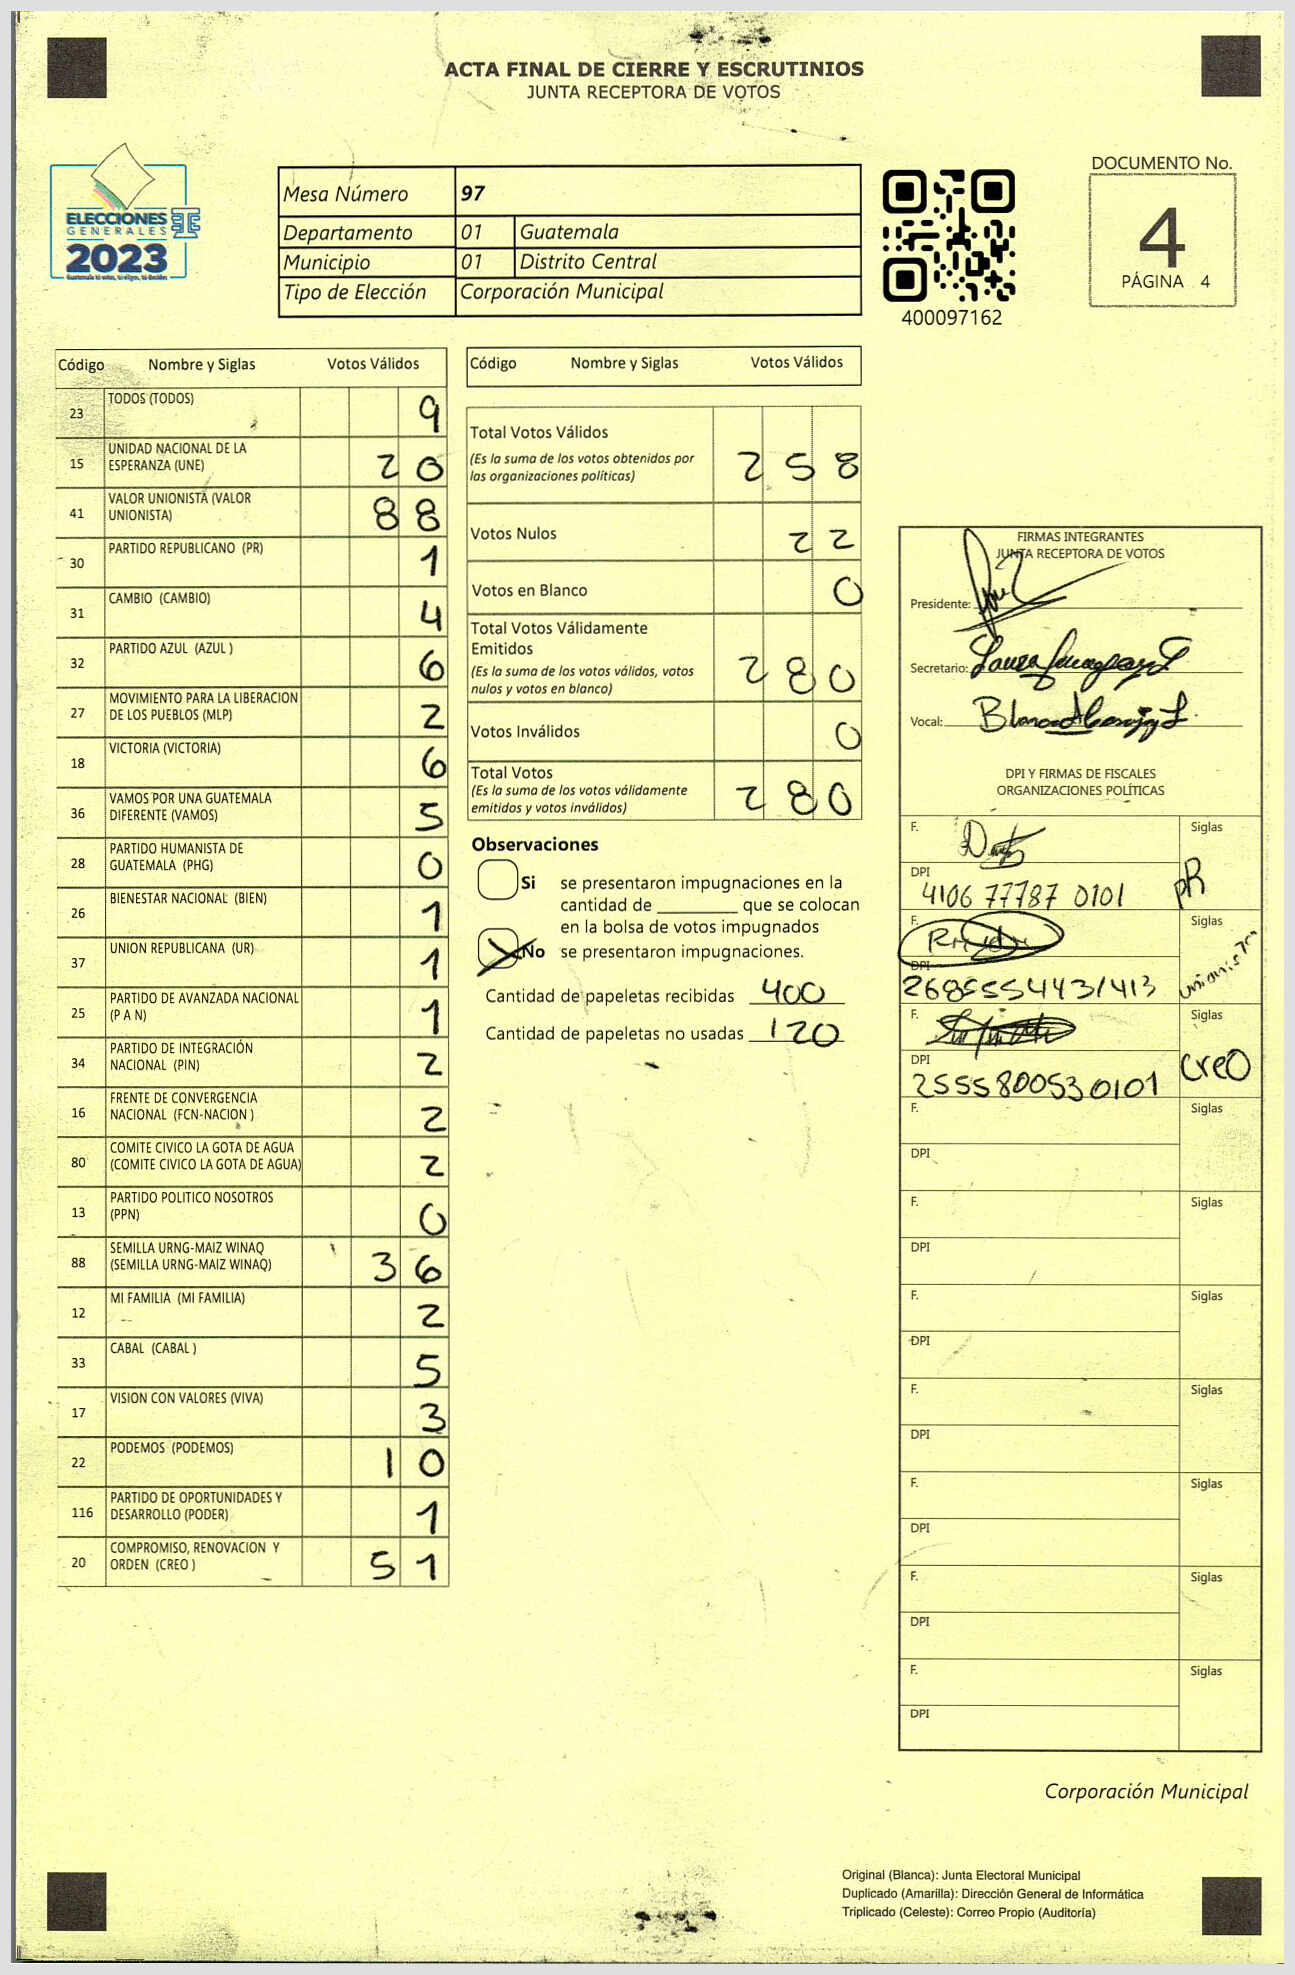 ACTA FINAL DE CIERRE Y ESCRUTINIOS
JUNTA RECEPTORA DE VOTOS
ELECCIONES
GENERALES
2023
Mesa Número 97
Departamento 01 Guatemala
Municipio 01 Distrito Central
Tipo de Elección Corporación Municipal
400097162
DOCUMENTO No.
4
PÁGINA 4
Código Nombre y Siglas Votos Válidos
23 TODOS (TODOS) 9
15 UNIDAD NACIONAL DE LA
ESPERANZA (UNE) 20
41 VALOR UNIONISTA (VALOR
UNIONISTA) 88
30 PARTIDO REPUBLICANO (PR) 1
31 CAMBIO (CAMBIO) 4
32 PARTIDO AZUL (AZUL ) 6
27 MOVIMIENTO PARA LA LIBERACION
DE LOS PUEBLOS (MLP) 2
18 VICTORIA (VICTORIA) 6
36 VAMOS POR UNA GUATEMALA
DIFERENTE (VAMOS) 5
28 PARTIDO HUMANISTA DE
GUATEMALA (PHG) 0
26 BIENESTAR NACIONAL (BIEN) 1
37 UNION REPUBLICANA (UR) 1
25 PARTIDO DE AVANZADA NACIONAL
(P A N) 1
34 PARTIDO DE INTEGRACIÓN
NACIONAL (PIN) 2
16 FRENTE DE CONVERGENCIA
NACIONAL (FCN-NACION ) 2
80 COMITE CIVICO LA GOTA DE AGUA
(COMITE CIVICO LA GOTA DE AGUA) 2
13 PARTIDO POLITICO NOSOTROS
(PPN) 0
88 SEMILLA URNG-MAIZ WINAQ
(SEMILLA URNG-MAIZ WINAQ) 36
12 MI FAMILIA (MI FAMILIA) 2
33 CABAL (CABAL ) 5
17 VISION CON VALORES (VIVA) 3
22 PODEMOS (PODEMOS) 10
116 PARTIDO DE OPORTUNIDADES Y
DESARROLLO (PODER) 1
20 COMPROMISO, RENOVACION Y
ORDEN (CREO ) 51
Código Nombre y Siglas Votos Válidos
Total Votos Válidos
(Es la suma de los votos obtenidos por
las organizaciones políticas) 258
Votos Nulos 22
Votos en Blanco 0
Total Votos Válidamente
Emitidos
(Es la suma de los votos válidos, votos
nulos y votos en blanco) 280
Votos Inválidos 0
Total Votos
(Es la suma de los votos válidamente
emitidos y votos inválidos) 280
Observaciones
Si se presentaron impugnaciones en la
cantidad de ________ que se colocan
en la bolsa de votos impugnados
No se presentaron impugnaciones.
Cantidad de papeletas recibidas 400
Cantidad de papeletas no usadas 120
FIRMAS INTEGRANTES
JUNTA RECEPTORA DE VOTOS
Presidente:
Secretario:
Vocal:
DPI Y FIRMAS DE FISCALES
ORGANIZACIONES POLÍTICAS
F. Siglas
DPI PR
4106 77787 0101
F. Siglas
DPI unionista
2685554431413
F. Siglas
DPI creo
2555800530101
F. Siglas
DPI
F. Siglas
DPI
F. Siglas
DPI
F. Siglas
DPI
F. Siglas
DPI
F. Siglas
DPI
F. Siglas
DPI
Corporación Municipal
Original (Blanca): Junta Electoral Municipal
Duplicado (Amarilla): Dirección General de Informática
Triplicado (Celeste): Correo Propio (Auditoría)